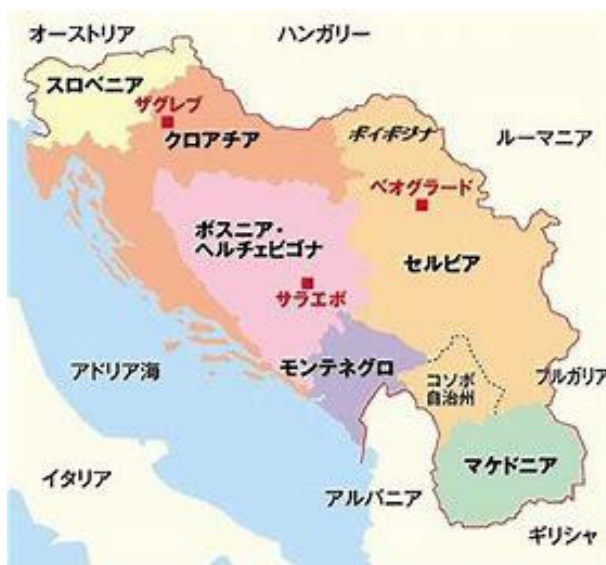 オーストリア
ハンガリー
スロベニア
ザグレブ
クロアチア
ボイボジナ
ルーマニア
ベオグラード
ボスニア・
ヘルチェビゴナ
セルビア
サラエボ
アドリア海
モンテネグロ
コソボ
自治州
ブルガリア
マケドニア
イタリア
アルバニア
ギリシャ